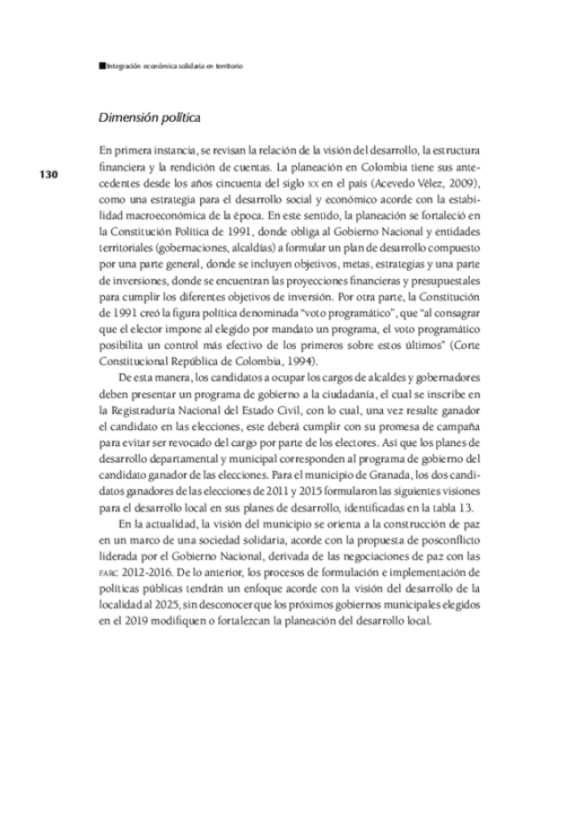 ■Integración económica solidaria en territorio
Dimensión política
En primera instancia, se revisan la relación de la visión del desarrollo, la estructura
financiera y la rendición de cuentas. La planeación en Colombia tiene sus ante-
130
cedentes desde los años cincuenta del siglo XX en el país (Acevedo Vélez, 2009),
como una estrategia para el desarrollo social y económico acorde con la estabi-
lidad macroeconómica de la época. En este sentido, la planeación se fortaleció en
la Constitución Política de 1991, donde obliga al Gobierno Nacional y entidades
territoriales (gobernaciones, alcaldías) a formular un plan de desarrollo compuesto
por una parte general, donde se incluyen objetivos, metas, estrategias y una parte
de inversiones, donde se encuentran las proyecciones financieras y presupuestales
para cumplir los diferentes objetivos de inversión. Por otra parte, la Constitución
de 1991 creó la figura política denominada “voto programático”, que “al consagrar
que el elector impone al elegido por mandato un programa, el voto programático
posibilita un control más efectivo de los primeros sobre estos últimos” (Corte
Constitucional República de Colombia, 1994).
De esta manera, los candidatos a ocupar los cargos de alcaldes y gobernadores
deben presentar un programa de gobierno a la ciudadanía, el cual se inscribe en
la Registraduría Nacional del Estado Civil, con lo cual, una vez resulte ganador
el candidato en las elecciones, este deberá cumplir con su promesa de campaña
para evitar ser revocado del cargo por parte de los electores. Así que los planes de
desarrollo departamental y municipal corresponden al programa de gobierno del
candidato ganador de las elecciones. Para el municipio de Granada, los dos candi-
datos ganadores de las elecciones de 2011 y 2015 formularon las siguientes visiones
para el desarrollo local en sus planes de desarrollo, identificadas en la tabla 13.
En la actualidad, la visión del municipio se orienta a la construcción de paz
en un marco de una sociedad solidaria, acorde con la propuesta de posconflicto
liderada por el Gobierno Nacional, derivada de las negociaciones de paz con las
FARC 2012-2016. De lo anterior, los procesos de formulación e implementación de
políticas públicas tendrán un enfoque acorde con la visión del desarrollo de la
localidad al 2025, sin desconocer que los próximos gobiernos municipales elegidos
en el 2019 modifiquen o fortalezcan la planeación del desarrollo local.